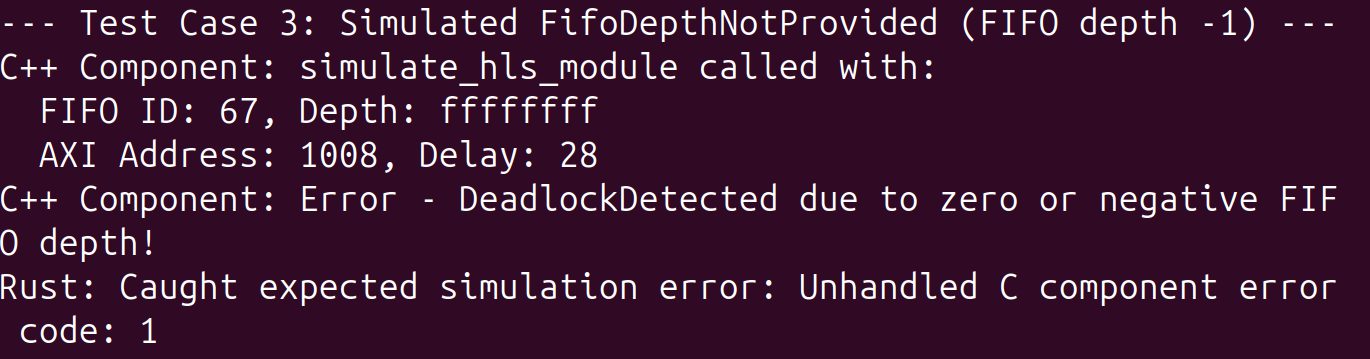 --- Test Case 3: Simulated FifoDepthNotProvided (FIFO depth -1) ---
C++ Component: simulate_hls_module called with:
  FIFO ID: 67, Depth: ffffffff
  AXI Address: 1008, Delay: 28
C++ Component: Error - DeadlockDetected due to zero or negative FIF
O depth!
Rust: Caught expected simulation error: Unhandled C component error
 code: 1